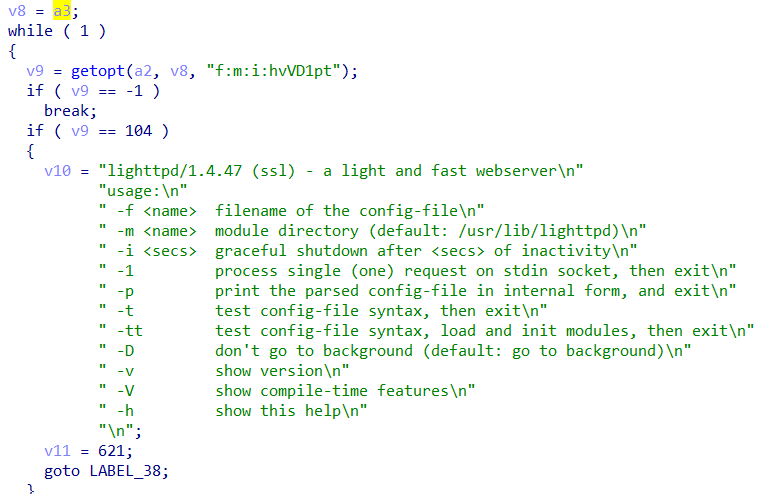 v8 = a3;
while ( 1 )
{
  v9 = getopt(a2, v8, "f:m:i:hvVD1pt");
  if ( v9 == -1 )
    break;
  if ( v9 == 104 )
  {
    v10 = "lighttpd/1.4.47 (ssl) - a light and fast webserver\n"
          "usage:\n"
          " -f <name>  filename of the config-file\n"
          " -m <name>  module directory (default: /usr/lib/lighttpd)\n"
          " -i <secs>  graceful shutdown after <secs> of inactivity\n"
          " -1         process single (one) request on stdin socket, then exit\n"
          " -p         print the parsed config-file in internal form, and exit\n"
          " -t         test config-file syntax, then exit\n"
          " -tt        test config-file syntax, load and init modules, then exit\n"
          " -D         don't go to background (default: go to background)\n"
          " -v         show version\n"
          " -V         show compile-time features\n"
          " -h         show this help\n"
          "\n";
    v11 = 621;
    goto LABEL_38;
  }